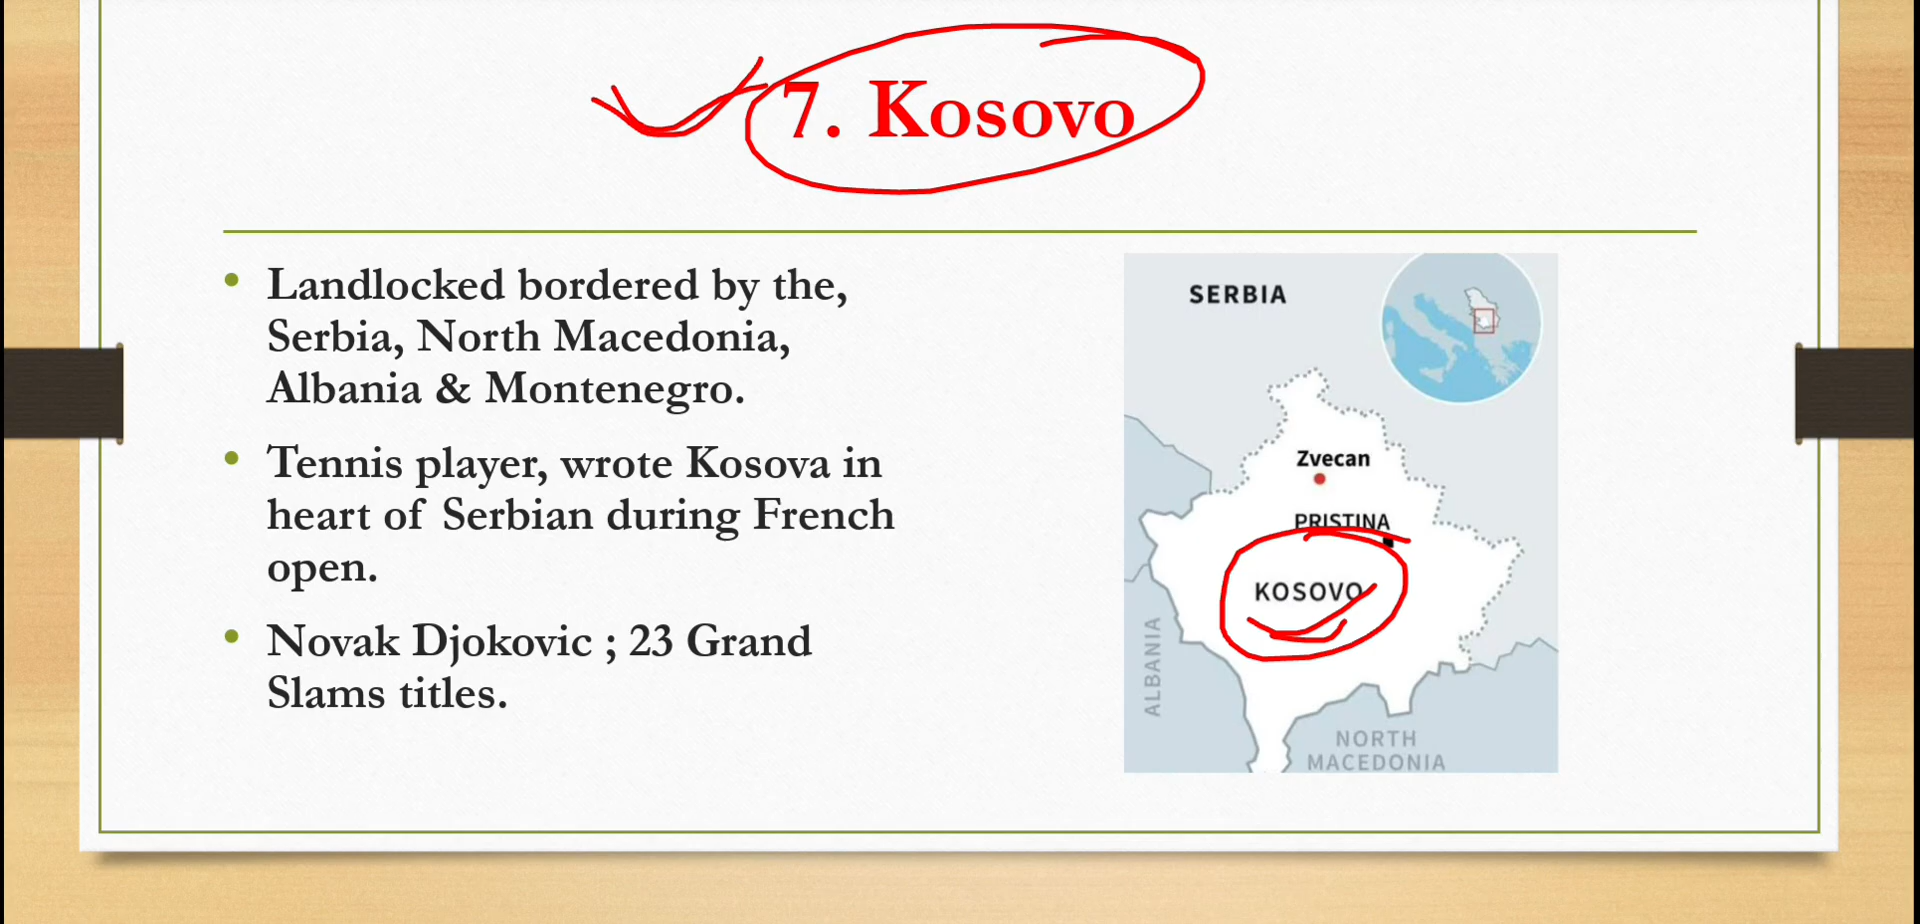 7. Kosovo
Landlocked bordered by the,
Serbia, North Macedonia,
Albania & Montenegro.
Tennis player, wrote Kosova in
heart of Serbian during French
open.
Novak Djokovic ; 23 Grand
Slams titles.
SERBIA
Zvecan
PRISTINA
KOSOVO
ALBANIA
NORTH
MACEDONIA